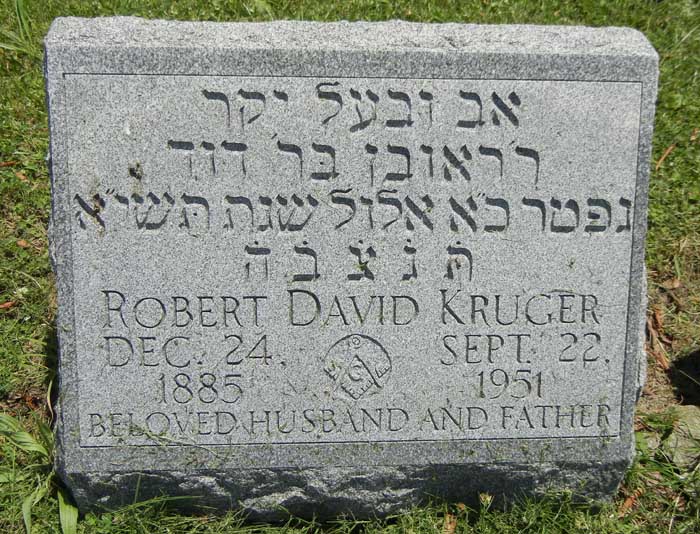 אב ובעל יקר
ר' ראובן בר דוד
נפטר כ"א אלול שנת תשי"א
ת נ צ ב ה
ROBERT DAVID KRUGER
DEC. 24, SEPT. 22,
1885 1951
BELOVED HUSBAND AND FATHER